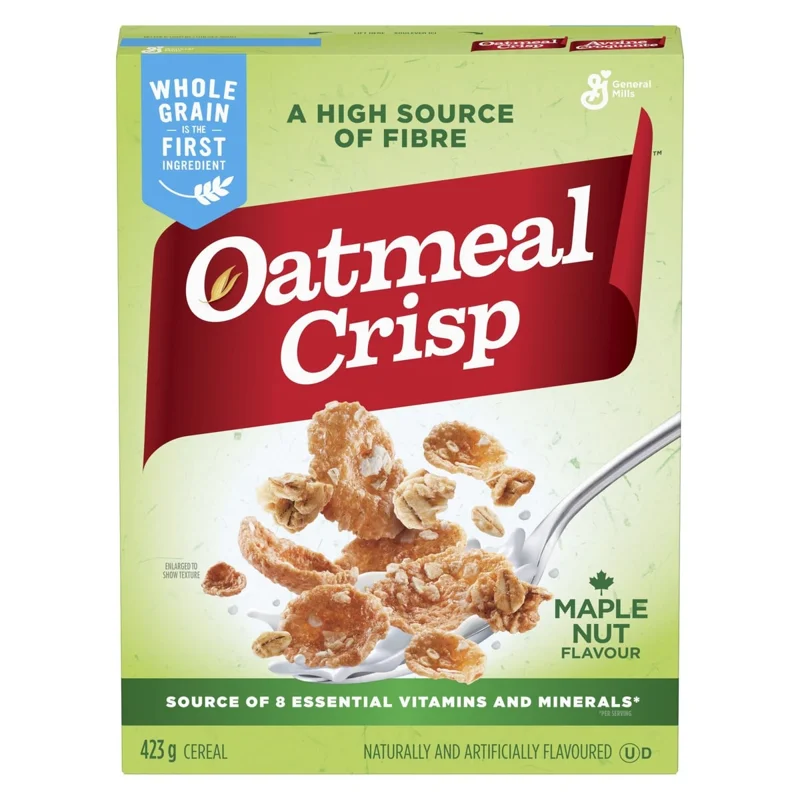 Oatmeal
Crisp
Avoine
Croquante
General
Mills
WHOLE
GRAIN
IS THE
FIRST
INGREDIENT
A HIGH SOURCE
OF FIBRE
™
Oatmeal
Crisp
ENLARGED TO
SHOW TEXTURE
MAPLE
NUT
FLAVOUR
SOURCE OF 8 ESSENTIAL VITAMINS AND MINERALS*
*PER SERVING
423 g CEREAL
NATURALLY AND ARTIFICIALLY FLAVOURED U D